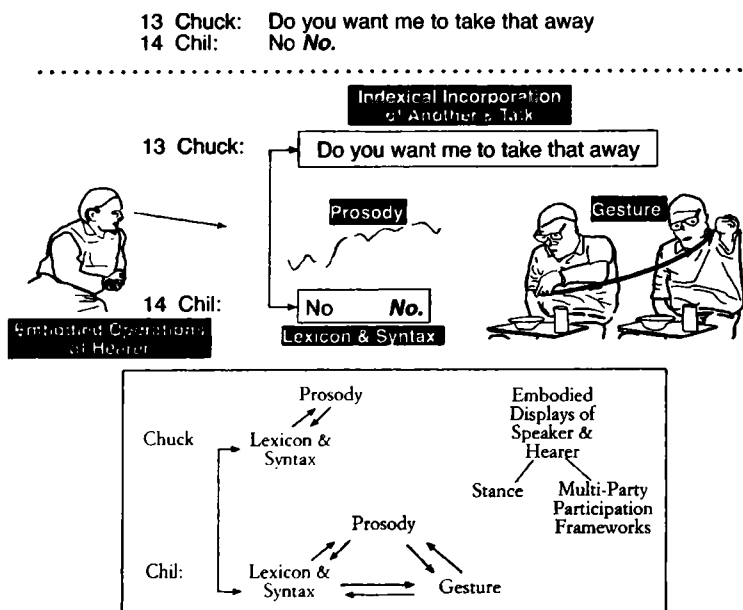 13 Chuck: Do you want me to take that away
14 Chil: No No.
Indexical Incorporation
of Another's Talk
13 Chuck: Do you want me to take that away
Prosody
Gesture
14 Chil: No No.
Embodied Operations
of Hearer
Lexicon & Syntax
Prosody
Chuck
Lexicon &
Syntax
Embodied
Displays of
Speaker &
Hearer
Stance
Multi-Party
Participation
Frameworks
Prosody
Chil:
Lexicon &
Syntax
Gesture